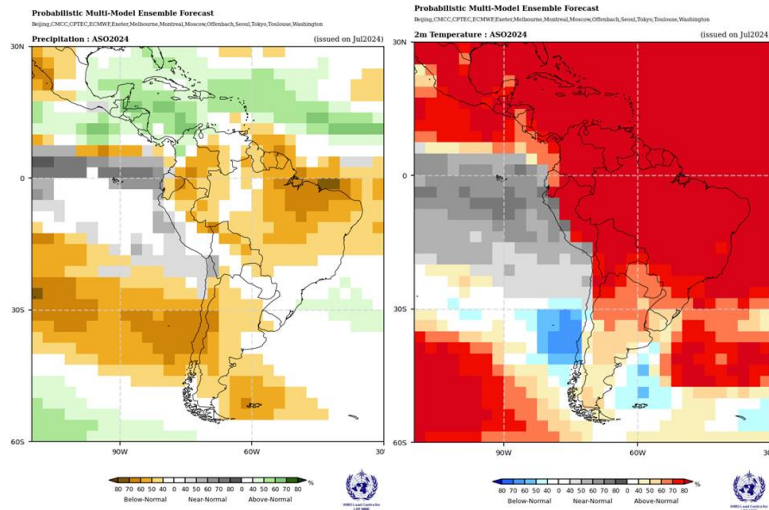 Probabilistic Multi-Model Ensemble Forecast
Beijing,CMCC,CPTEC,ECMWF,Exeter,Melbourne,Montreal,Moscow,Offenbach,Seoul,Tokyo,Toulouse,Washington
Precipitation : ASO2024 (issued on Jul2024)
30N
0
30S
60S
90W 60W 30
80 70 60 50 40 0 40 50 60 70 80 0 40 50 60 70 80 %
Below-Normal Near-Normal Above-Normal
Probabilistic Multi-Model Ensemble Forecast
Beijing,CMCC,CPTEC,ECMWF,Exeter,Melbourne,Montreal,Moscow,Offenbach,Seoul,Tokyo,Toulouse,Washington
2m Temperature : ASO2024 (issued on Jul2024)
30N
0
30S
60S
90W 60W 30
80 70 60 50 40 0 40 50 60 70 80 0 40 50 60 70 80 %
Below-Normal Near-Normal Above-Normal